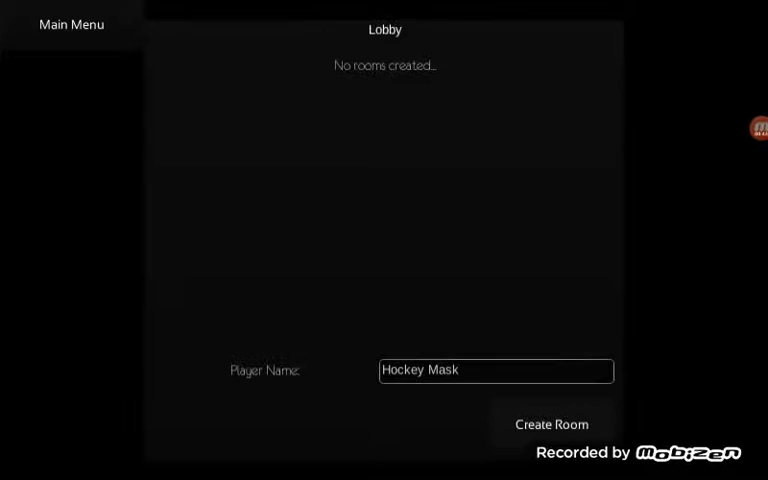 Main Menu
Lobby
No rooms created...
Player Name:
Hockey Mask
Create Room
Recorded by mobizen